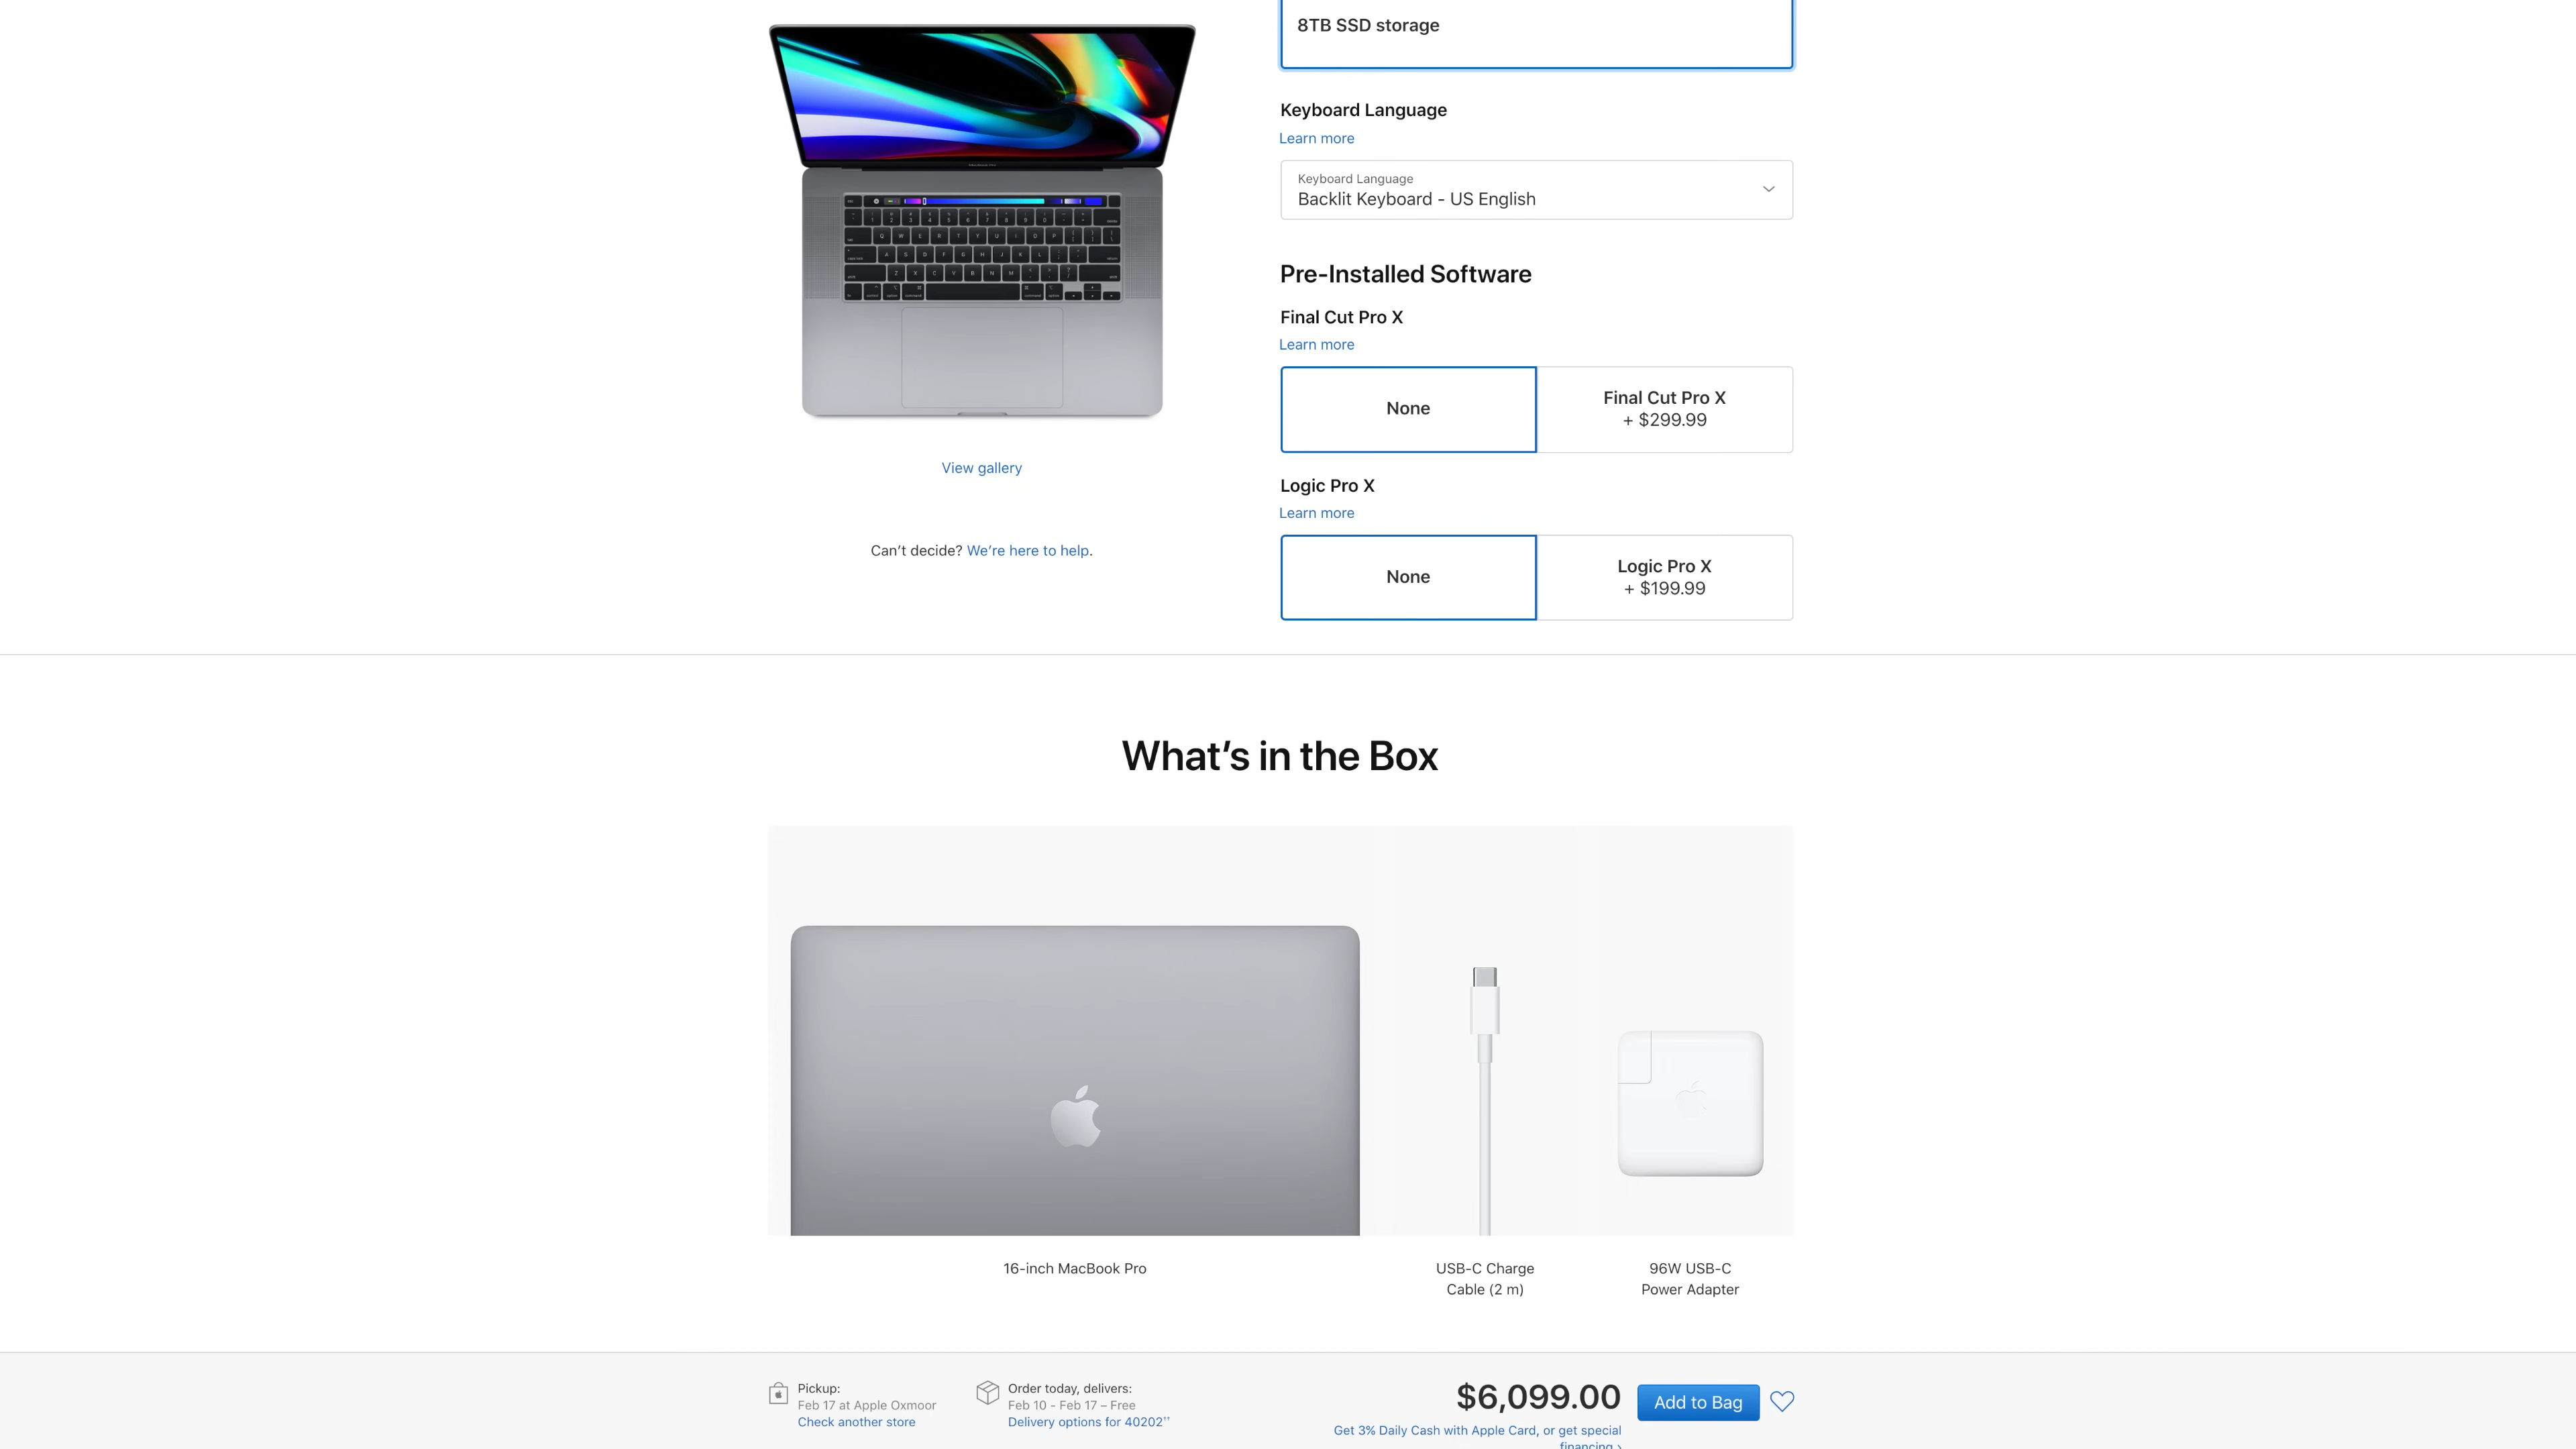 8TB SSD storage
Keyboard Language
Learn more
Keyboard Language
Backlit Keyboard - US English
Pre-Installed Software
Final Cut Pro X
Learn more
None
Final Cut Pro X
+ $299.99
View gallery
Logic Pro X
Learn more
Can't decide? We're here to help.
None
Logic Pro X
+ $199.99
What's in the Box
16-inch MacBook Pro
USB-C Charge
Cable (2 m)
96W USB-C
Power Adapter
Pickup:
Feb 17 at Apple Oxmoor
Check another store
Order today, delivers:
Feb 10 - Feb 17 – Free
Delivery options for 40202††
$6,099.00
Add to Bag
Get 3% Daily Cash with Apple Card, or get special
financing ›